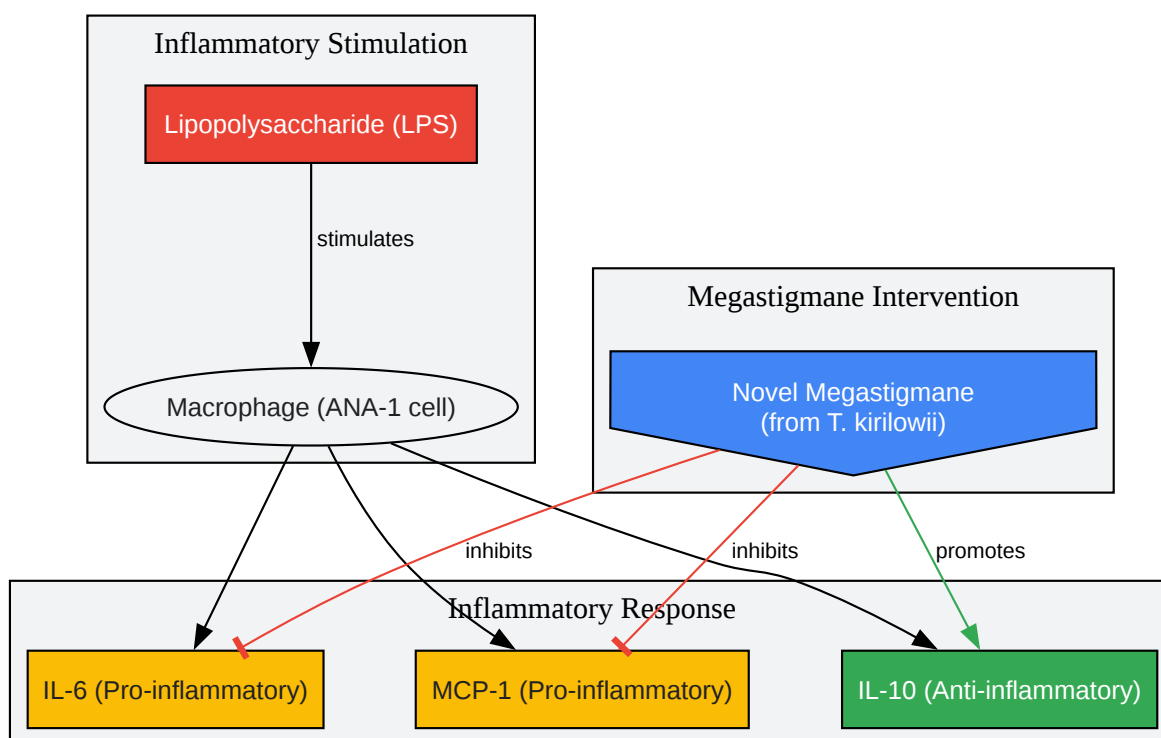 Inflammatory Stimulation
Lipopolysaccharide (LPS)
stimulates
Megastigmane Intervention
Macrophage (ANA-1 cell)
Novel Megastigmane
(from T. kirilowii)
inhibits
inhibits
promotes
Inflammatory Response
IL-6 (Pro-inflammatory)
MCP-1 (Pro-inflammatory)
IL-10 (Anti-inflammatory)